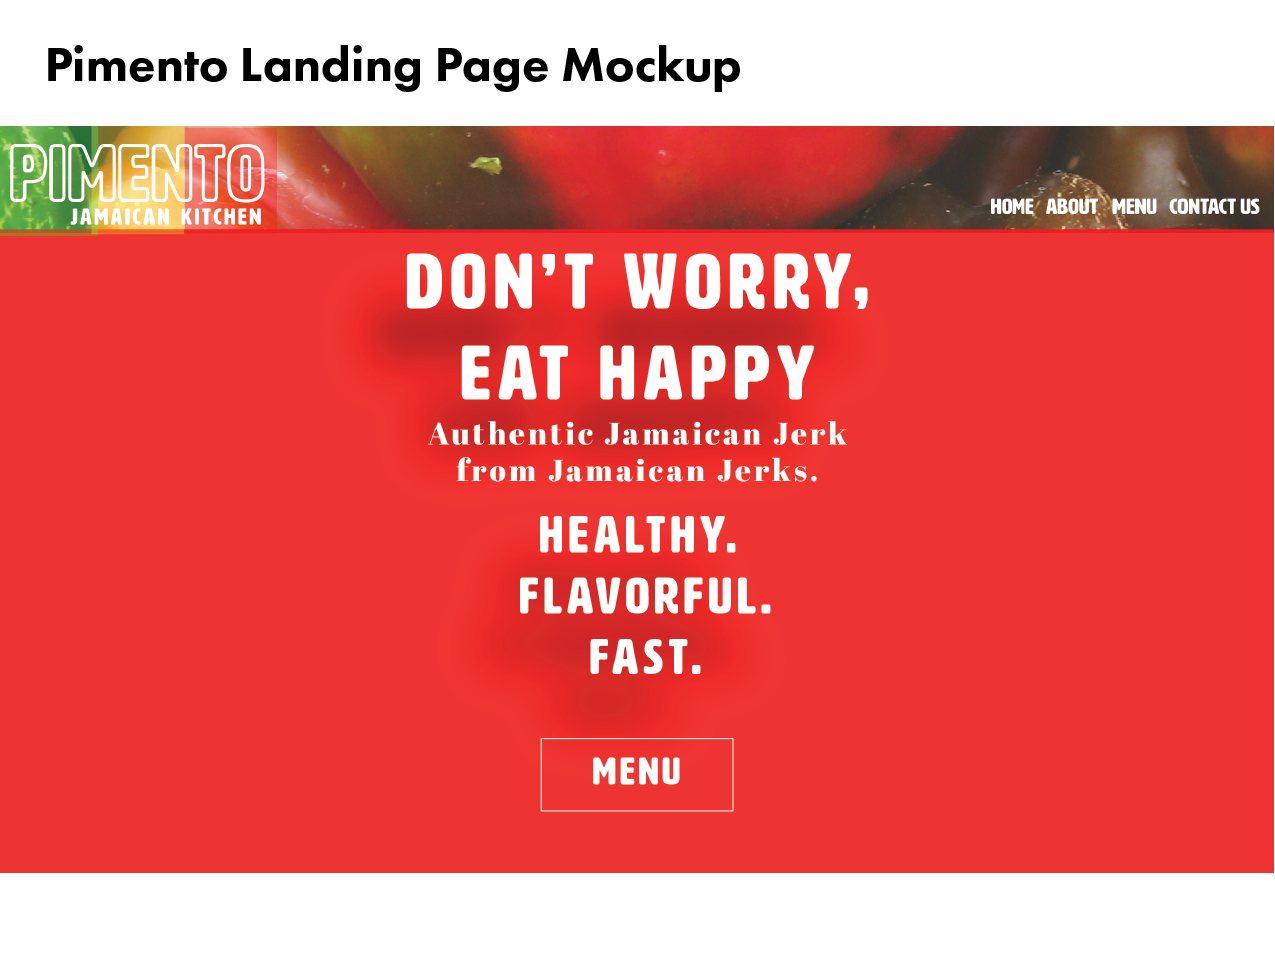 Pimento Landing Page Mockup
PIMENTO
JAMAICAN KITCHEN
HOME ABOUT MENU CONTACT US
DON'T WORRY,
EAT HAPPY
Authentic Jamaican Jerk
from Jamaican Jerks.
HEALTHY.
FLAVORFUL.
FAST.
MENU